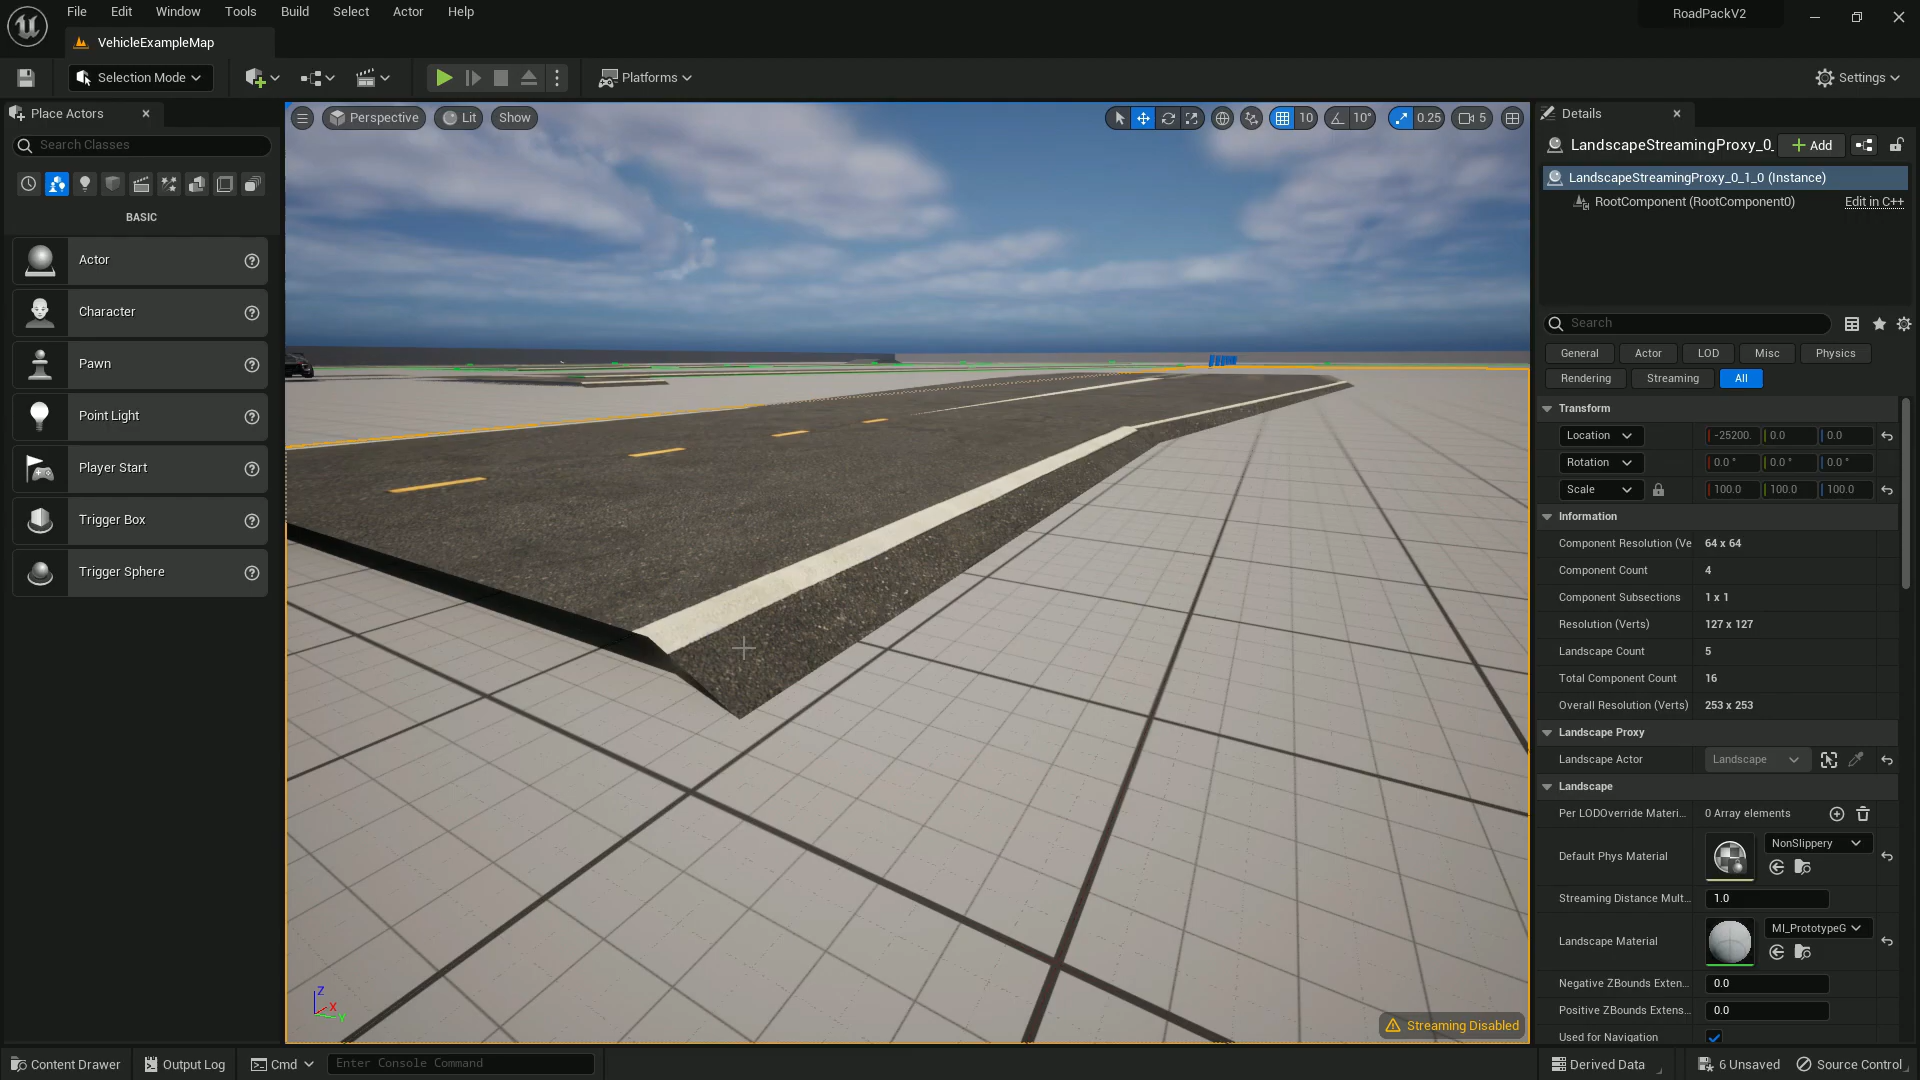 File Edit Window Tools Build Select Actor Help
RoadPackV2
VehicleExampleMap
Selection Mode
Platforms
Settings
Place Actors
Search Classes
BASIC
Actor
Character
Pawn
Point Light
Player Start
Trigger Box
Trigger Sphere
Perspective Lit Show
10 10° 0.25 5
Z
X
Y
Streaming Disabled
Details
LandscapeStreamingProxy_0_ Add
LandscapeStreamingProxy_0_1_0 (Instance)
RootComponent (RootComponent0) Edit in C++
Search
General Actor LOD Misc Physics
Rendering Streaming All
Transform
Location -25200. 0.0 0.0
Rotation 0.0 ° 0.0 ° 0.0 °
Scale 100.0 100.0 100.0
Information
Component Resolution (Ve 64 x 64
Component Count 4
Component Subsections 1 x 1
Resolution (Verts) 127 x 127
Landscape Count 5
Total Component Count 16
Overall Resolution (Verts) 253 x 253
Landscape Proxy
Landscape Actor Landscape
Landscape
Per LODOverride Materi... 0 Array elements
Default Phys Material NonSlippery
Streaming Distance Mult... 1.0
Landscape Material MI_PrototypeG
Negative ZBounds Exten... 0.0
Positive ZBounds Extens... 0.0
Used for Navigation
Content Drawer Output Log Cmd Enter Console Command
Derived Data 6 Unsaved Source Control